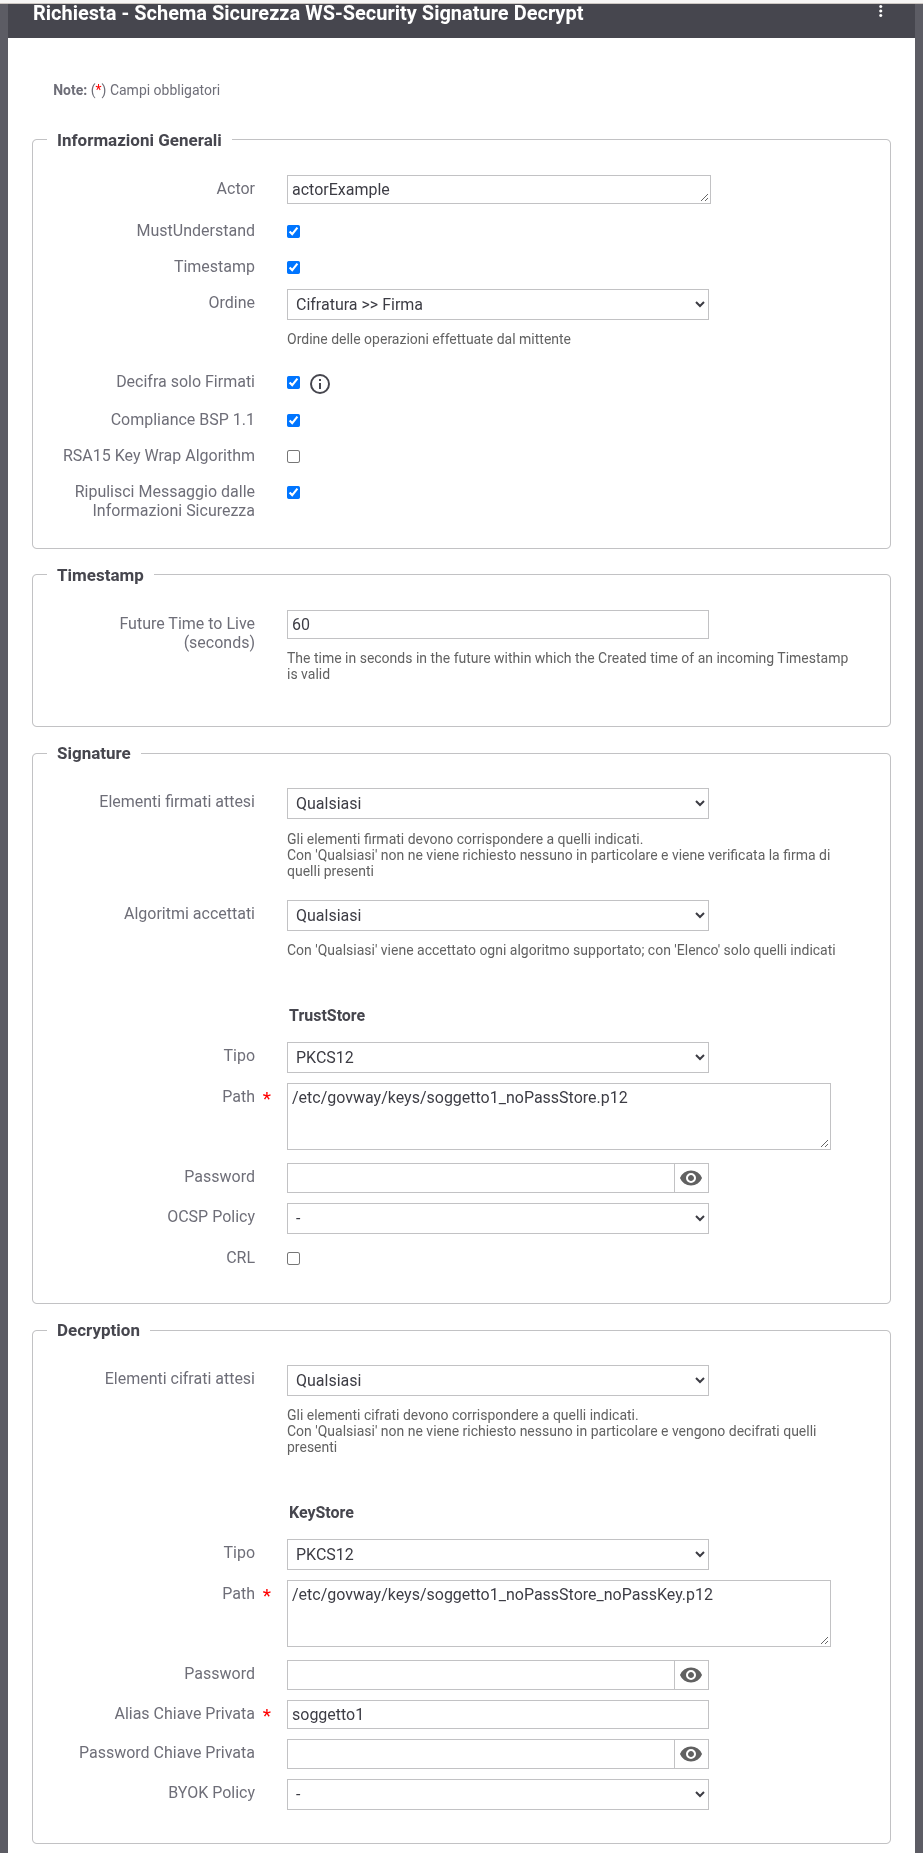 Richiesta - Schema Sicurezza WS-Security Signature Decrypt
Note: (*) Campi obbligatori
Informazioni Generali
Actor
actorExample
MustUnderstand
Timestamp
Ordine
Cifratura >> Firma
Ordine delle operazioni effettuate dal mittente
Decifra solo Firmati
Compliance BSP 1.1
RSA15 Key Wrap Algorithm
Ripulisci Messaggio dalle
Informazioni Sicurezza
Timestamp
Future Time to Live
(seconds)
60
The time in seconds in the future within which the Created time of an incoming Timestamp
is valid
Signature
Elementi firmati attesi
Qualsiasi
Gli elementi firmati devono corrispondere a quelli indicati.
Con 'Qualsiasi' non ne viene richiesto nessuno in particolare e viene verificata la firma di
quelli presenti
Algoritmi accettati
Qualsiasi
Con 'Qualsiasi' viene accettato ogni algoritmo supportato; con 'Elenco' solo quelli indicati
TrustStore
Tipo
PKCS12
Path *
/etc/govway/keys/soggetto1_noPassStore.p12
Password
OCSP Policy
-
CRL
Decryption
Elementi cifrati attesi
Qualsiasi
Gli elementi cifrati devono corrispondere a quelli indicati.
Con 'Qualsiasi' non ne viene richiesto nessuno in particolare e vengono decifrati quelli
presenti
KeyStore
Tipo
PKCS12
Path *
/etc/govway/keys/soggetto1_noPassStore_noPassKey.p12
Password
Alias Chiave Privata *
soggetto1
Password Chiave Privata
BYOK Policy
-